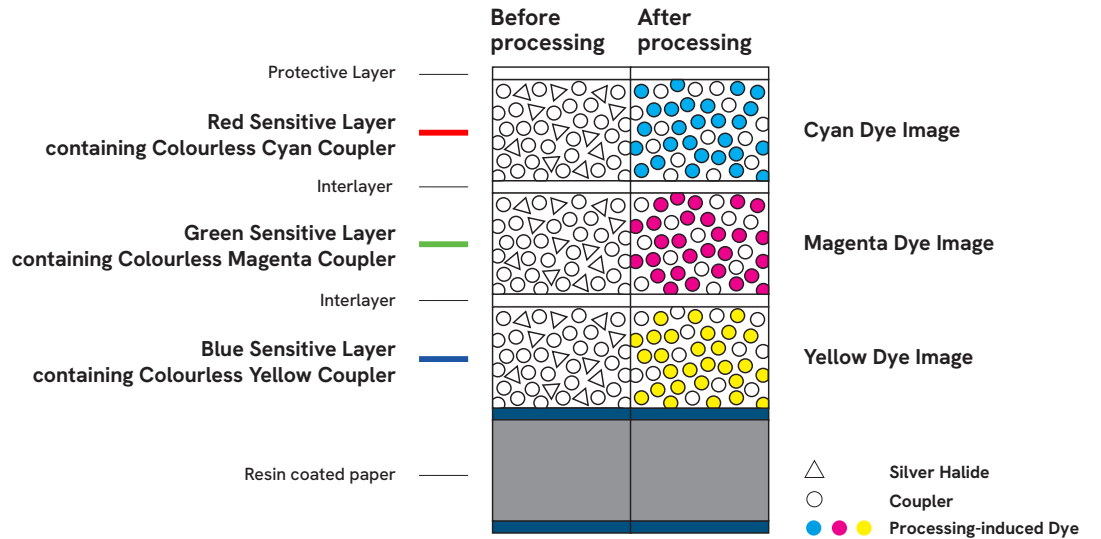 Before
processing
After
processing
Protective Layer
Red Sensitive Layer
containing Colourless Cyan Coupler
Cyan Dye Image
Interlayer
Green Sensitive Layer
containing Colourless Magenta Coupler
Magenta Dye Image
Interlayer
Blue Sensitive Layer
containing Colourless Yellow Coupler
Yellow Dye Image
Resin coated paper
Silver Halide
Coupler
Processing-induced Dye